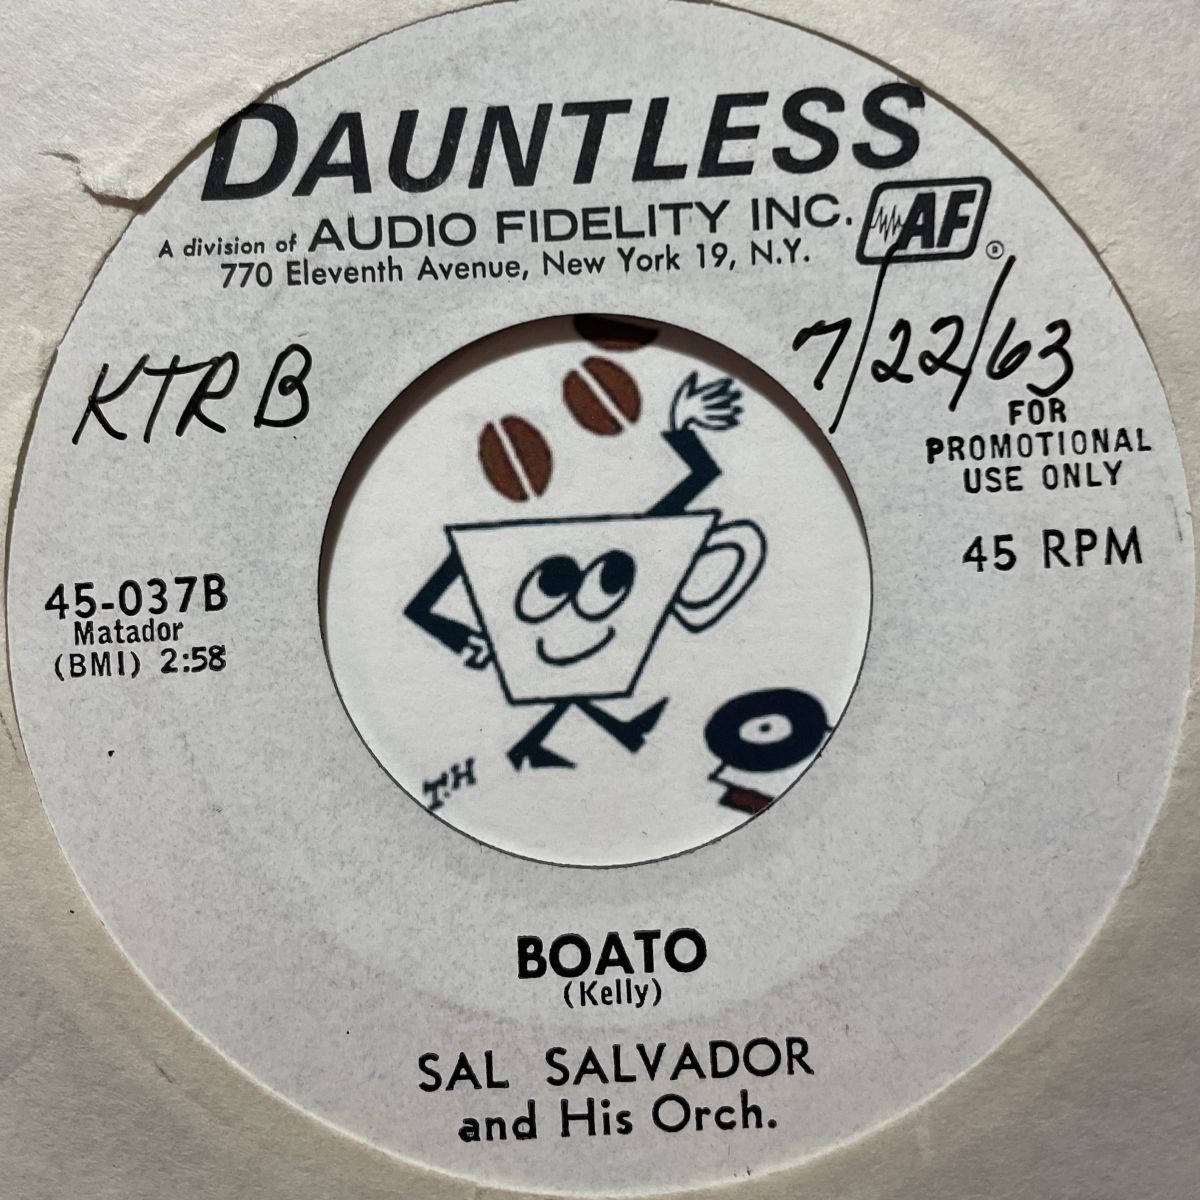 DAUNTLESS
A division of AUDIO FIDELITY INC. AF ®
770 Eleventh Avenue, New York 19, N.Y.
KTRB
7/22/63
FOR
PROMOTIONAL
USE ONLY
45 RPM
45-037B
Matador
(BMI) 2:58
T.H
BOATO
(Kelly)
SAL SALVADOR
and His Orch.